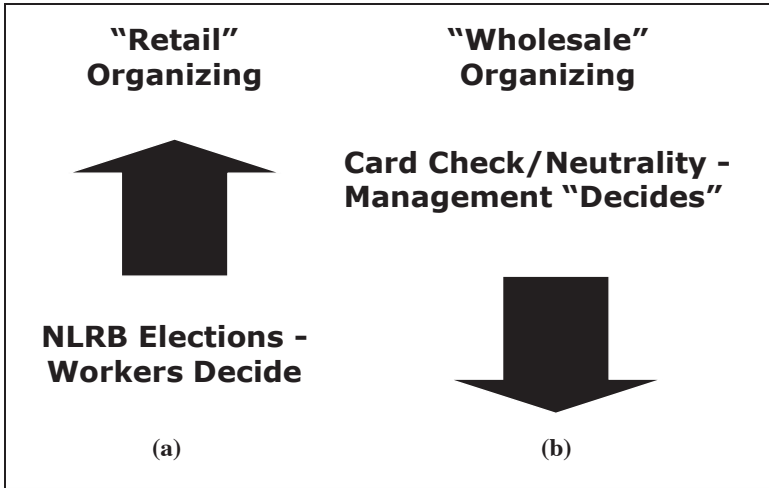 “Retail”
Organizing
NLRB Elections -
Workers Decide
(a)
“Wholesale”
Organizing
Card Check/Neutrality -
Management “Decides”
(b)